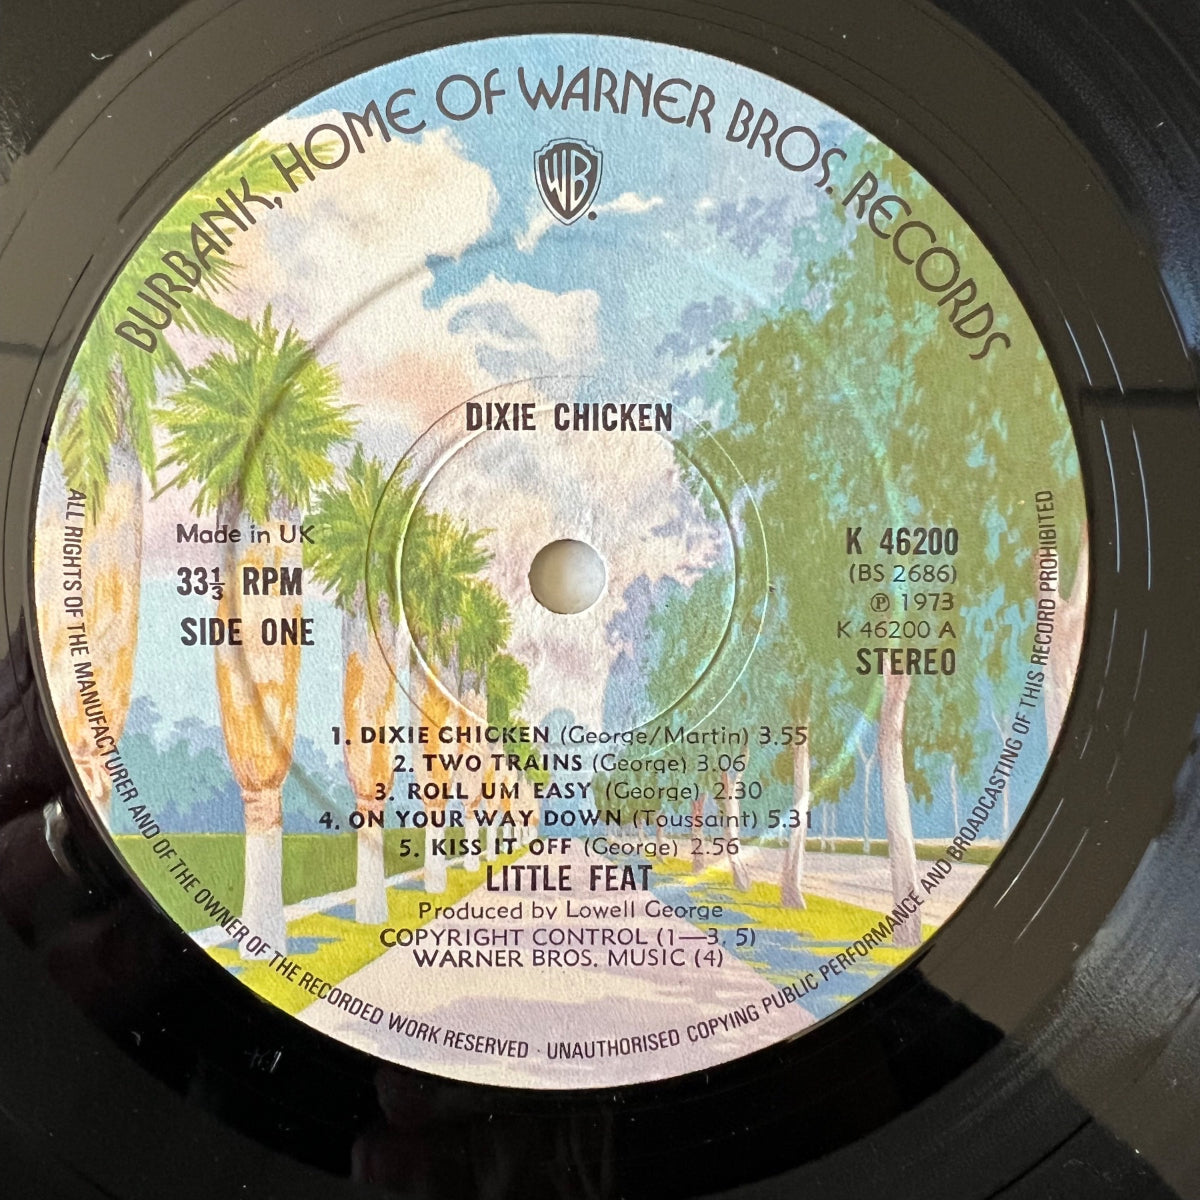 BURBANK, HOME OF WARNER BROS. RECORDS
WB
DIXIE CHICKEN
Made in UK
33⅓ RPM
SIDE ONE
K 46200
(BS 2686)
℗ 1973
K 46200 A
STEREO
1. DIXIE CHICKEN (George/Martin) 3.55
2. TWO TRAINS (George) 3.06
3. ROLL UM EASY (George) 2.30
4. ON YOUR WAY DOWN (Toussaint) 5.31
5. KISS IT OFF (George) 2.56
LITTLE FEAT
Produced by Lowell George
COPYRIGHT CONTROL (1—3, 5)
WARNER BROS. MUSIC (4)
ALL RIGHTS OF THE MANUFACTURER AND OF THE OWNER OF THE RECORDED WORK RESERVED · UNAUTHORISED COPYING PUBLIC PERFORMANCE AND BROADCASTING OF THIS RECORD PROHIBITED